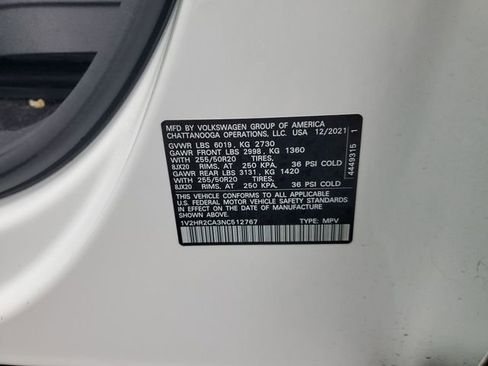 MFD BY VOLKSWAGEN GROUP OF AMERICA
CHATTANOOGA OPERATIONS, LLC. USA 12/2021
GVWR LBS 6019, KG 2730
GAWR FRONT LBS 2998, KG 1360
WITH 255/50R20 TIRES,
8JX20 RIMS, AT 250 KPA, 36 PSI COLD
GAWR REAR LBS 3131, KG 1420
WITH 255/50R20 TIRES,
8JX20 RIMS, AT 250 KPA, 36 PSI COLD
THIS VEHICLE CONFORMS TO ALL APPLICABLE
U.S. FEDERAL MOTOR VEHICLE SAFETY STANDARDS
IN EFFECT ON THE DATE OF MANUFACTURE
SHOWN ABOVE.
1V2HR2CA3NC512767 TYPE: MPV
4449315 1